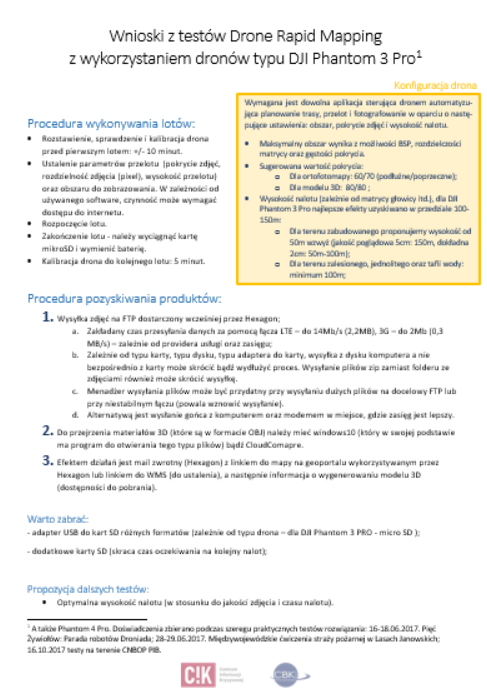 Wnioski z testów Drone Rapid Mapping
z wykorzystaniem dronów typu DJI Phantom 3 Pro¹
Konfiguracja drona
Wymagana jest dowolna aplikacja sterująca dronem automatyzu-
jąca planowanie trasy, przelot i fotografowanie w oparciu o nastę-
pujące ustawienia: obszar, pokrycie zdjęć i wysokość nalotu.
• Maksymalny obszar wynika z możliwości BSP, rozdzielczości
matrycy oraz gęstości pokrycia.
• Sugerowana wartość pokrycia:
□ Dla ortofotomapy: 60/70 (podłużne/poprzeczne);
□ Dla modelu 3D: 80/80 ;
• Wysokość nalotu (zależnie od matrycy głowicy itd.), dla DJI
Phantom 3 Pro najlepsze efekty uzyskiwano w przedziale 100-
150m:
□ Dla terenu zabudowanego proponujemy wysokość od
50m wzwyż (jakość poglądowa 5cm: 150m, dokładna
2cm: 50m-100m);
□ Dla terenu zalesionego, jednolitego oraz tafli wody:
minimum 100m;
Procedura wykonywania lotów:
• Rozstawienie, sprawdzenie i kalibracja drona
przed pierwszym lotem: +/- 10 minut.
• Ustalenie parametrów przelotu (pokrycie zdjęć,
rozdzielność zdjęcia (pixel), wysokość przelotu)
oraz obszaru do zobrazowania. W zależności od
używanego software, czynność może wymagać
dostępu do internetu.
• Rozpoczęcie lotu.
• Zakończenie lotu - należy wyciągnąć kartę
mikroSD i wymienić baterię.
• Kalibracja drona do kolejnego lotu: 5 minut.
Procedura pozyskiwania produktów:
1. Wysyłka zdjęć na FTP dostarczony wcześniej przez Hexagon;
a. Zakładany czas przesyłania danych za pomocą łącza LTE – do 14Mb/s (2,2MB), 3G – do 2Mb (0,3
MB/s) – zależnie od providera usługi oraz zasięgu;
b. Zależnie od typu karty, typu dysku, typu adaptera do karty, wysyłka z dysku komputera a nie
bezpośrednio z karty może skrócić bądź wydłużyć proces. Wysyłanie plików zip zamiast folderu ze
zdjęciami również może skrócić wysyłkę.
c. Menadżer wysyłania plików może być przydatny przy wysyłaniu dużych plików na docelowy FTP lub
przy niestabilnym łączu (powala wznowić wysyłanie).
d. Alternatywą jest wysłanie gońca z komputerem oraz modemem w miejsce, gdzie zasięg jest lepszy.
2. Do przejrzenia materiałów 3D (które są w formacie OBJ) należy mieć windows10 (który w swojej podstawie
ma program do otwierania tego typu plików) bądź CloudComapre.
3. Efektem działań jest mail zwrotny (Hexagon) z linkiem do mapy na geoportalu wykorzystywanym przez
Hexagon lub linkiem do WMS (do ustalenia), a następnie informacja o wygenerowaniu modelu 3D
(dostępności do pobrania).
Warto zabrać:
- adapter USB do kart SD różnych formatów (zależnie od typu drona – dla DJI Phantom 3 PRO - micro SD );
- dodatkowe karty SD (skraca czas oczekiwania na kolejny nalot);
Propozycja dalszych testów:
• Optymalna wysokość nalotu (w stosunku do jakości zdjęcia i czasu nalotu).
¹ A także Phantom 4 Pro. Doświadczenia zbierano podczas szeregu praktycznych testów rozwiązania: 16-18.06.2017. Pięć
Żywiołów: Parada robotów Droniada; 28-29.06.2017. Międzywojewódzkie ćwiczenia straży pożarnej w Lasach Janowskich;
16.10.2017 testy na terenie CNBOP PIB.
C!K Centrum
Informacji
Kryzysowej
CBK